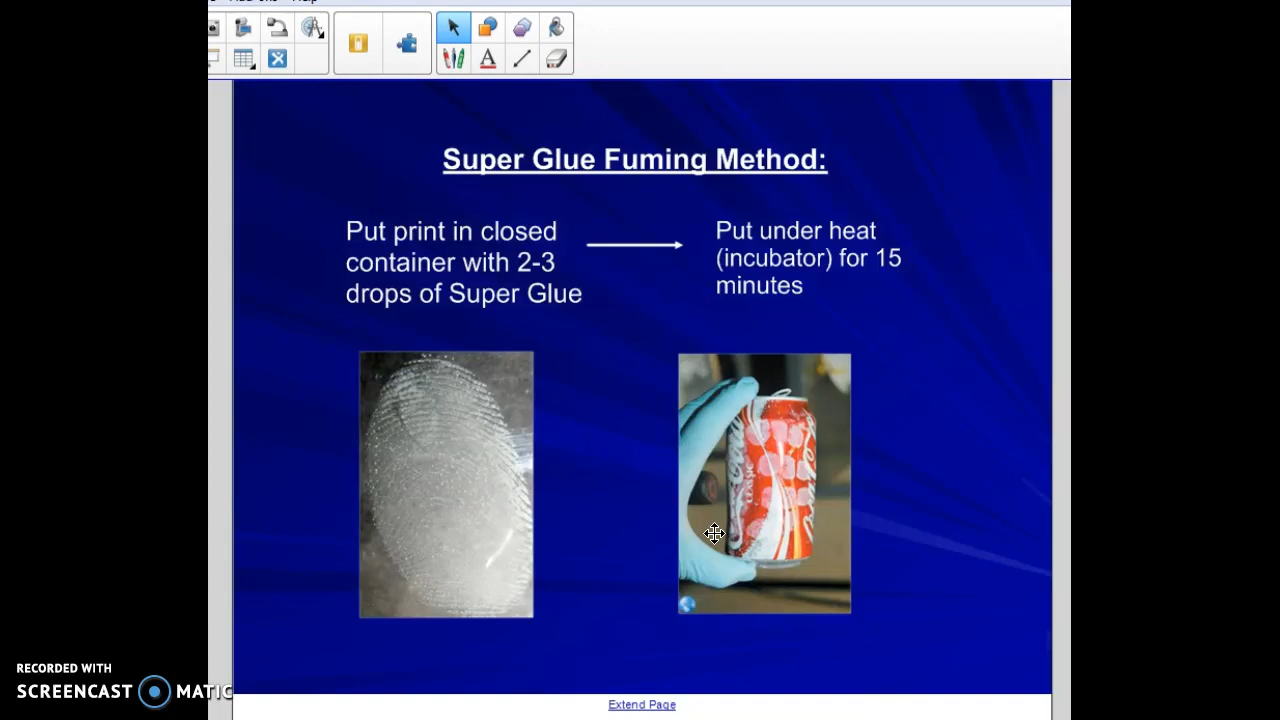 Super Glue Fuming Method:
Put print in closed
container with 2-3
drops of Super Glue
Put under heat
(incubator) for 15
minutes
Extend Page
RECORDED WITH
SCREENCAST MATIC